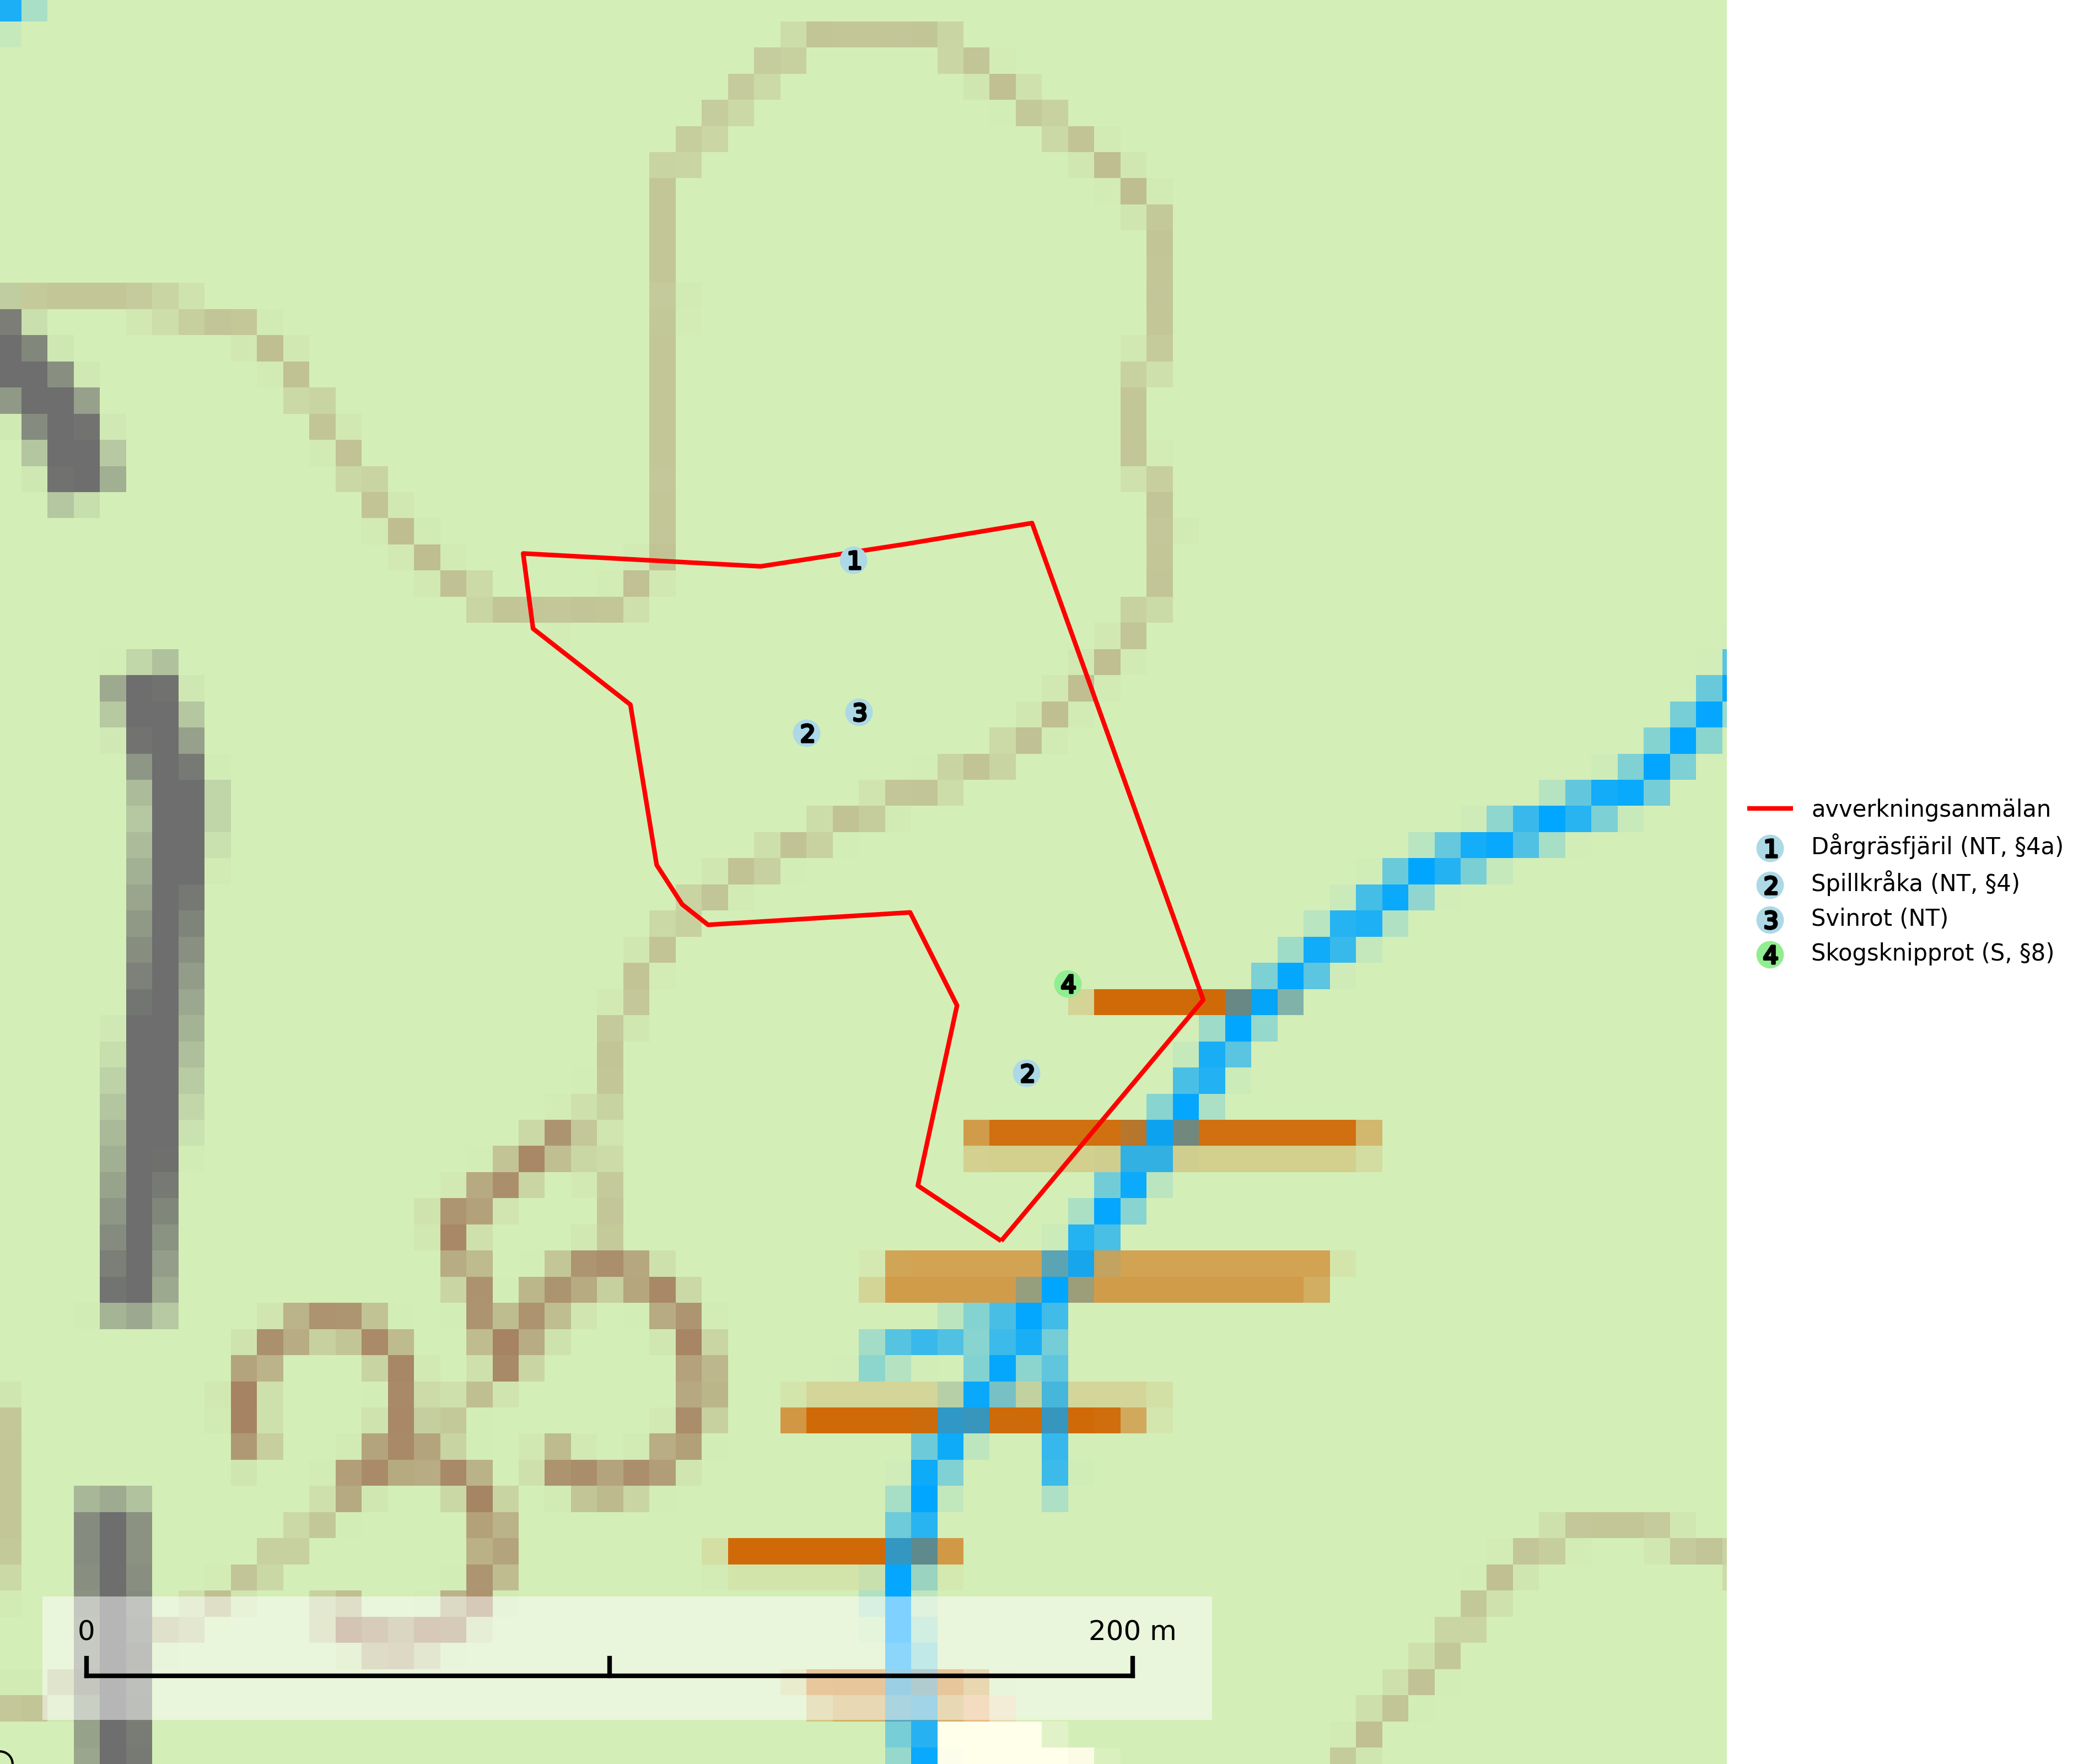 1
3
2
4
2
avverkningsanmälan
1 Dårgräsfjäril (NT, §4a)
2 Spillkråka (NT, §4)
3 Svinrot (NT)
4 Skogsknipprot (S, §8)
0 200 m